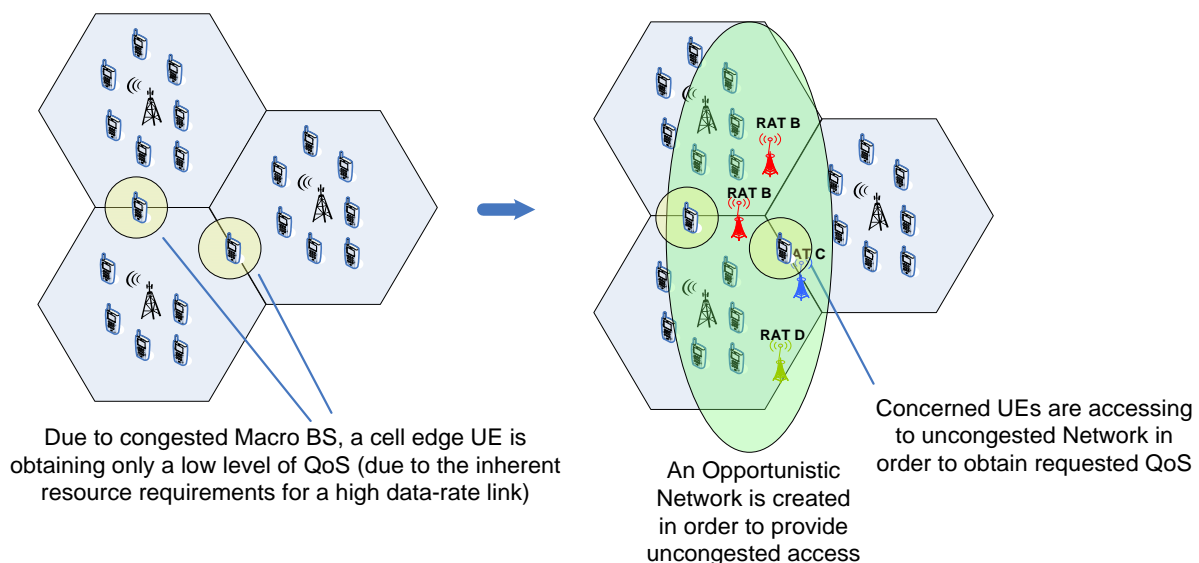 RAT B
RAT B
AT C
RAT D
Due to congested Macro BS, a cell edge UE is
obtaining only a low level of QoS (due to the inherent
resource requirements for a high data-rate link)
An Opportunistic
Network is created
in order to provide
uncongested access
Concerned UEs are accessing
to uncongested Network in
order to obtain requested QoS